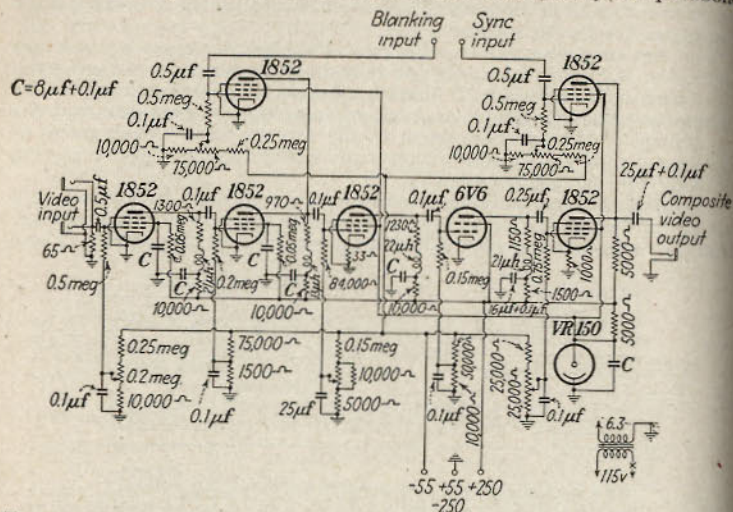 Blanking input
Sync input
0.5μf
1852
0.5μf
1852
C=8μf+0.1μf
0.5meg
0.5meg
0.1μf
0.25meg
0.1μf
0.25meg
10,000~
75,000~
10,000~
75,000~
25μf+0.1μf
Video input
0.5μf
1852
0.1μf
1852
0.1μf
1852
0.1μf
6V6
0.25μf
1852
Composite video output
1300~
970~
1230~
1150~
65~
C
C
33~
22μh
C
21μh
0.15meg
1000~
5000~
0.5meg
C
0.2meg
C
84,000~
0.15meg
1500~
10,000~
10,000~
10,000~
16μf+0.1μf
5000~
VR150
0.25meg
75,000~
0.15meg
50,000~
25,000~
C
0.2meg
1500~
10,000~
0.1μf
10,000~
0.1μf
25μf
5000~
0.1μf
10,000~
25,000~
0.1μf
6.3~
115v
-55
+55
+250
-250